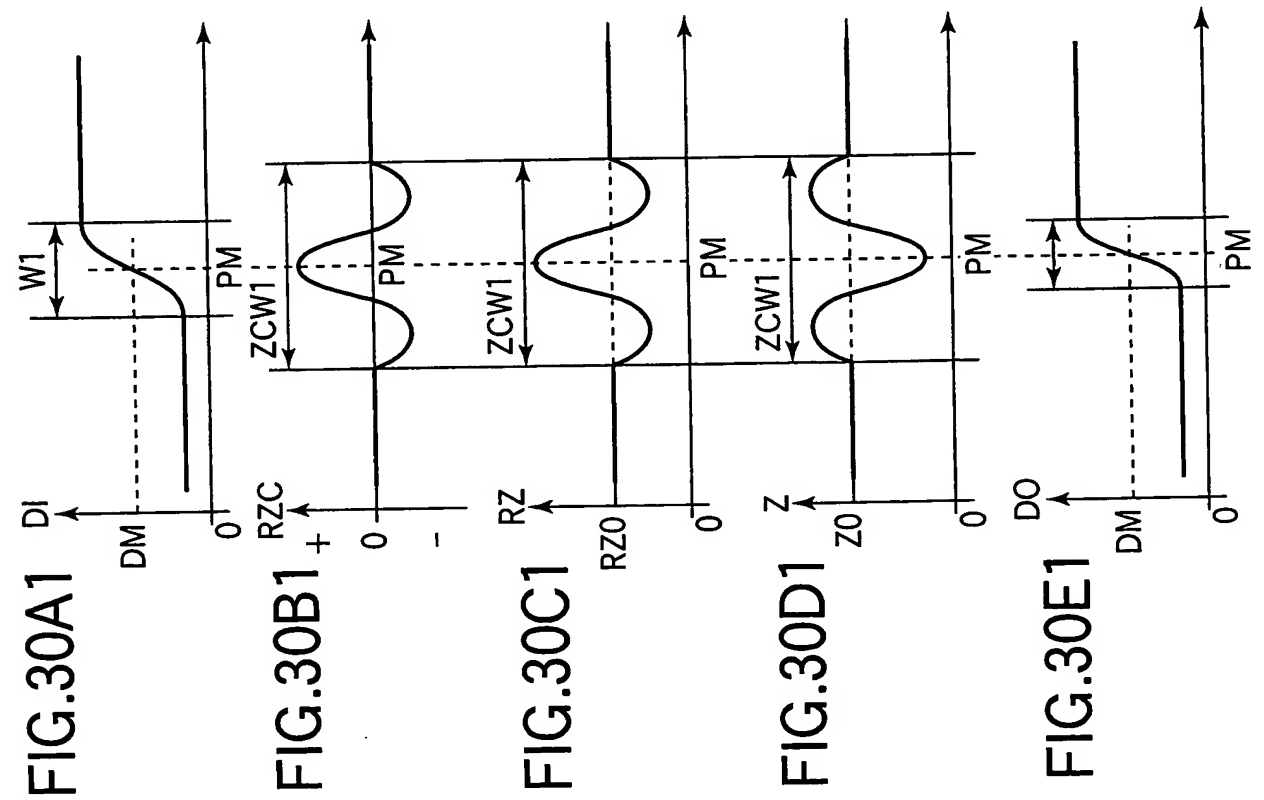 FIG.30A1
DI
DM
0
W1
PM
FIG.30B1
RZC
+
0
-
ZCW1
PM
FIG.30C1
RZ
RZ0
0
ZCW1
PM
FIG.30D1
Z
Z0
0
ZCW1
PM
FIG.30E1
DO
DM
0
PM